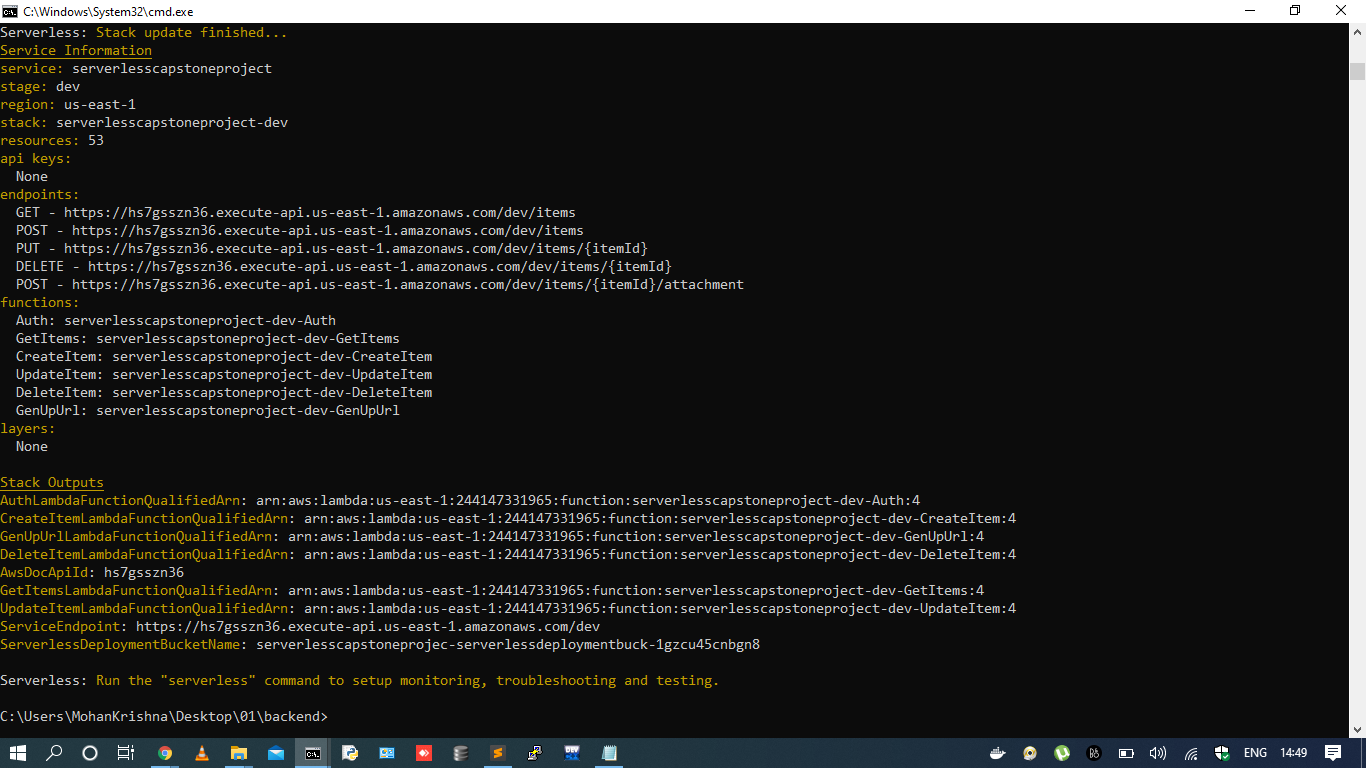 C:\Windows\System32\cmd.exe
Serverless: Stack update finished...
Service Information
service: serverlesscapstoneproject
stage: dev
region: us-east-1
stack: serverlesscapstoneproject-dev
resources: 53
api keys:
  None
endpoints:
  GET - https://hs7gsszn36.execute-api.us-east-1.amazonaws.com/dev/items
  POST - https://hs7gsszn36.execute-api.us-east-1.amazonaws.com/dev/items
  PUT - https://hs7gsszn36.execute-api.us-east-1.amazonaws.com/dev/items/{itemId}
  DELETE - https://hs7gsszn36.execute-api.us-east-1.amazonaws.com/dev/items/{itemId}
  POST - https://hs7gsszn36.execute-api.us-east-1.amazonaws.com/dev/items/{itemId}/attachment
functions:
  Auth: serverlesscapstoneproject-dev-Auth
  GetItems: serverlesscapstoneproject-dev-GetItems
  CreateItem: serverlesscapstoneproject-dev-CreateItem
  UpdateItem: serverlesscapstoneproject-dev-UpdateItem
  DeleteItem: serverlesscapstoneproject-dev-DeleteItem
  GenUpUrl: serverlesscapstoneproject-dev-GenUpUrl
layers:
  None
Stack Outputs
AuthLambdaFunctionQualifiedArn: arn:aws:lambda:us-east-1:244147331965:function:serverlesscapstoneproject-dev-Auth:4
CreateItemLambdaFunctionQualifiedArn: arn:aws:lambda:us-east-1:244147331965:function:serverlesscapstoneproject-dev-CreateItem:4
GenUpUrlLambdaFunctionQualifiedArn: arn:aws:lambda:us-east-1:244147331965:function:serverlesscapstoneproject-dev-GenUpUrl:4
DeleteItemLambdaFunctionQualifiedArn: arn:aws:lambda:us-east-1:244147331965:function:serverlesscapstoneproject-dev-DeleteItem:4
AwsDocApiId: hs7gsszn36
GetItemsLambdaFunctionQualifiedArn: arn:aws:lambda:us-east-1:244147331965:function:serverlesscapstoneproject-dev-GetItems:4
UpdateItemLambdaFunctionQualifiedArn: arn:aws:lambda:us-east-1:244147331965:function:serverlesscapstoneproject-dev-UpdateItem:4
ServiceEndpoint: https://hs7gsszn36.execute-api.us-east-1.amazonaws.com/dev
ServerlessDeploymentBucketName: serverlesscapstoneprojec-serverlessdeploymentbuck-1gzcu45cnbgn8
Serverless: Run the "serverless" command to setup monitoring, troubleshooting and testing.
C:\Users\MohanKrishna\Desktop\01\backend>
ENG 14:49